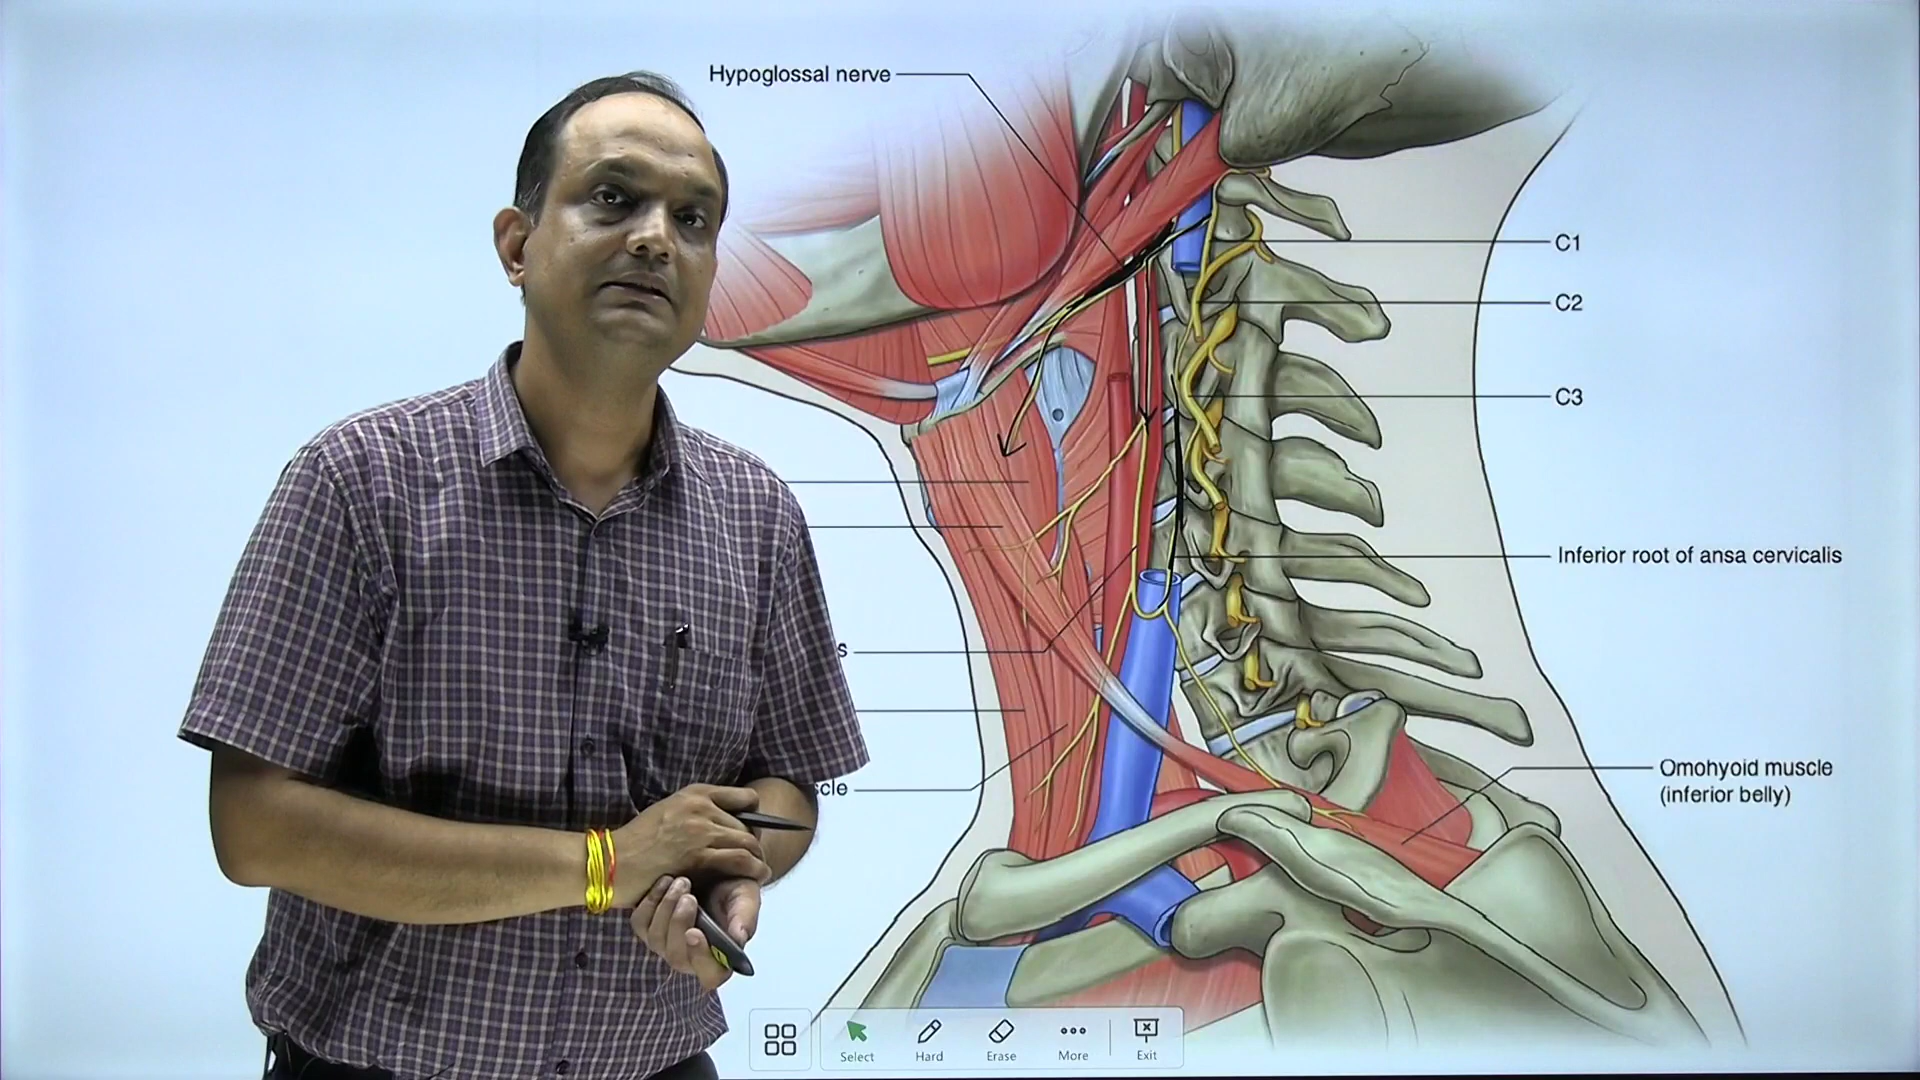 Hypoglossal nerve
C1
C2
C3
Inferior root of ansa cervicalis
s
Omohyoid muscle
(inferior belly)
scle
Select
Hard
Erase
More
Exit